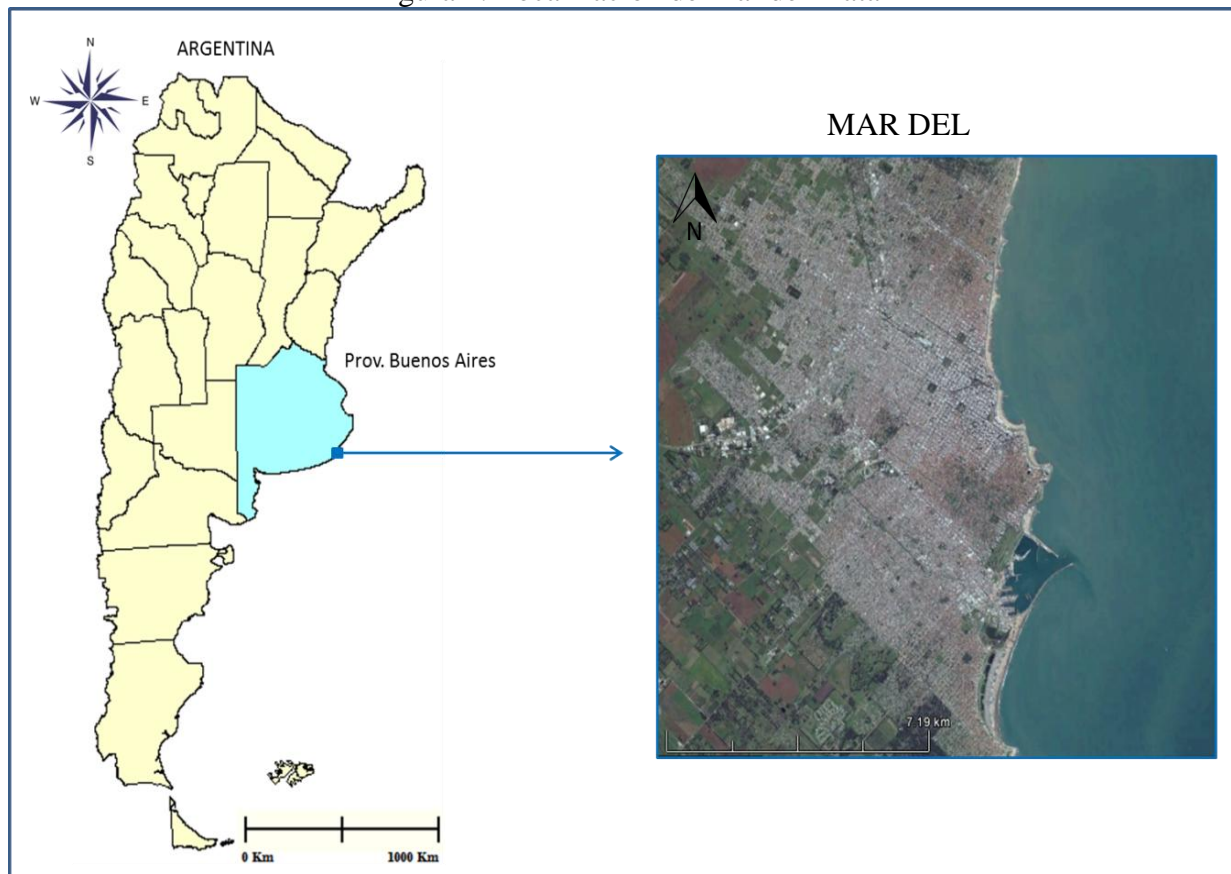 ARGENTINA
N
W
E
S
Prov. Buenos Aires
0 Km
1000 Km
MAR DEL
N
7.19 km